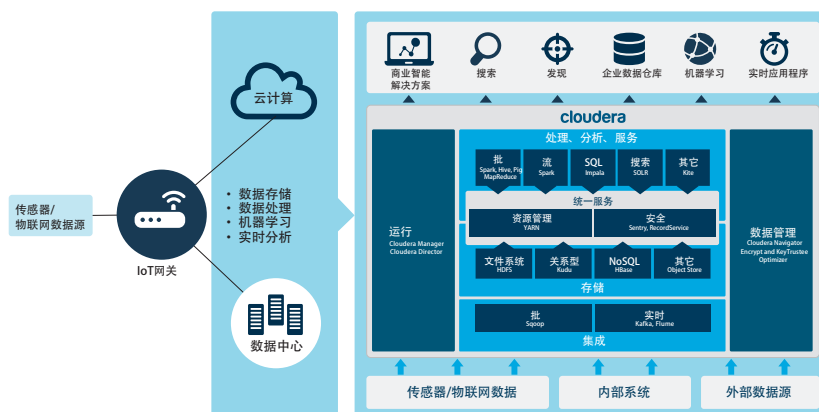 传感器/
物联网数据源
IoT网关
云计算
• 数据存储
• 数据处理
• 机器学习
• 实时分析
数据中心
商业智能
解决方案
搜索
发现
企业数据仓库
机器学习
实时应用程序
cloudera
运行
Cloudera Manager
Cloudera Director
处理、分析、服务
批
Spark, Hive, Pig
MapReduce
流
Spark
SQL
Impala
搜索
SOLR
其它
Kite
统一服务
资源管理
YARN
安全
Sentry, RecordService
文件系统
HDFS
关系型
Kudu
NoSQL
HBase
其它
Object Store
存储
批
Sqoop
实时
Kafka, Flume
集成
数据管理
Cloudera Navigator
Encrypt and KeyTrustee
Optimizer
传感器/物联网数据
内部系统
外部数据源